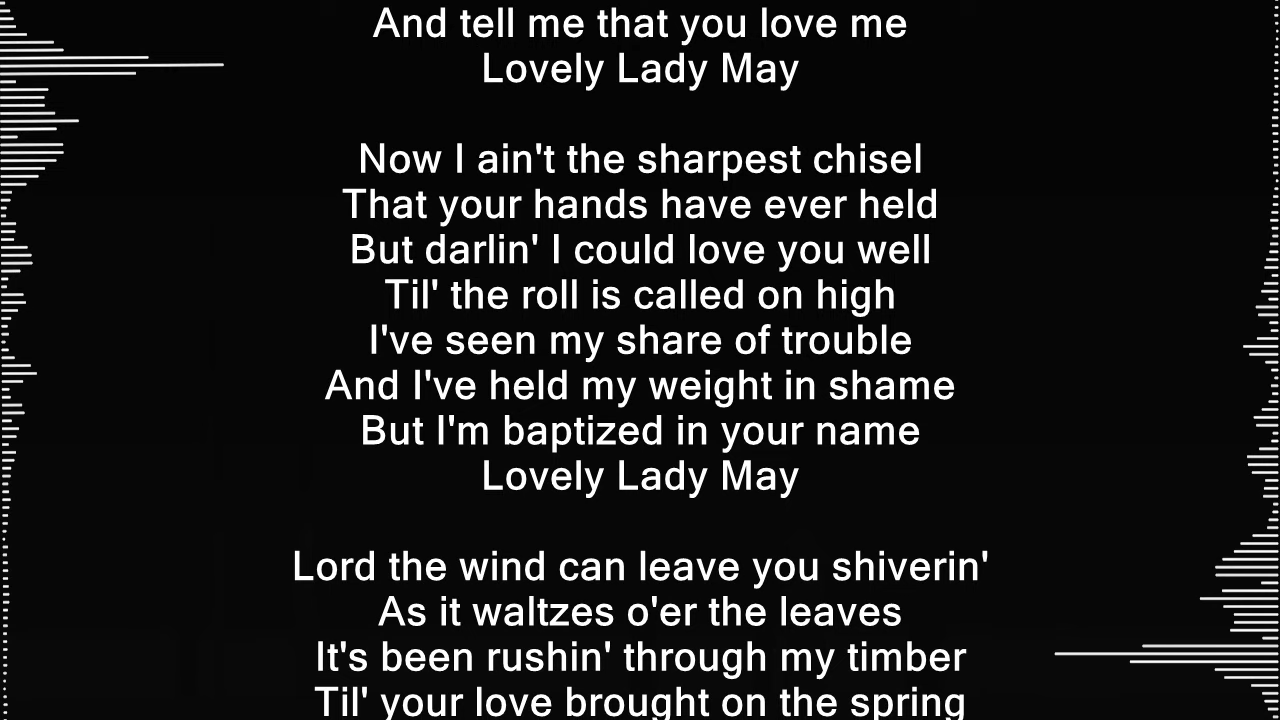 And tell me that you love me
Lovely Lady May
Now I ain't the sharpest chisel
That your hands have ever held
But darlin' I could love you well
Til' the roll is called on high
I've seen my share of trouble
And I've held my weight in shame
But I'm baptized in your name
Lovely Lady May
Lord the wind can leave you shiverin'
As it waltzes o'er the leaves
It's been rushin' through my timber
Til' your love brought on the spring